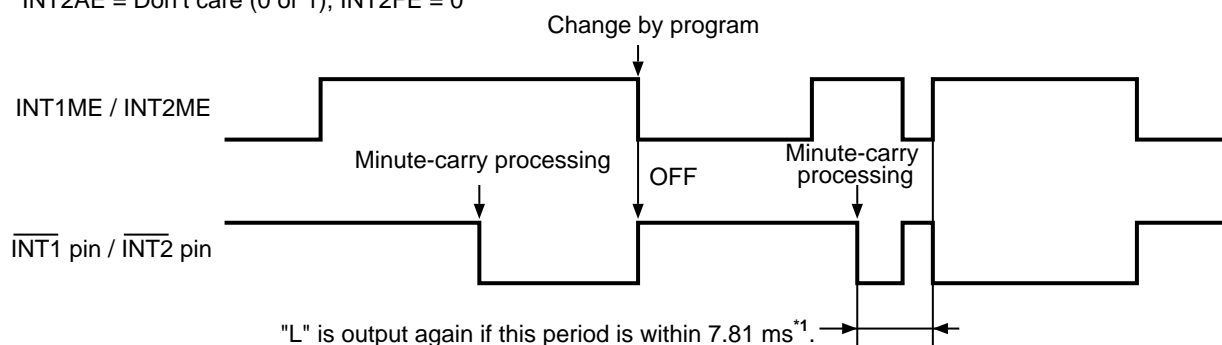 INT2AE = Don't care (0 or 1), INT2FE = 0
Change by program
INT1ME / INT2ME
Minute-carry processing
OFF
Minute-carry
processing
INT1 pin / INT2 pin
"L" is output again if this period is within 7.81 ms*1.